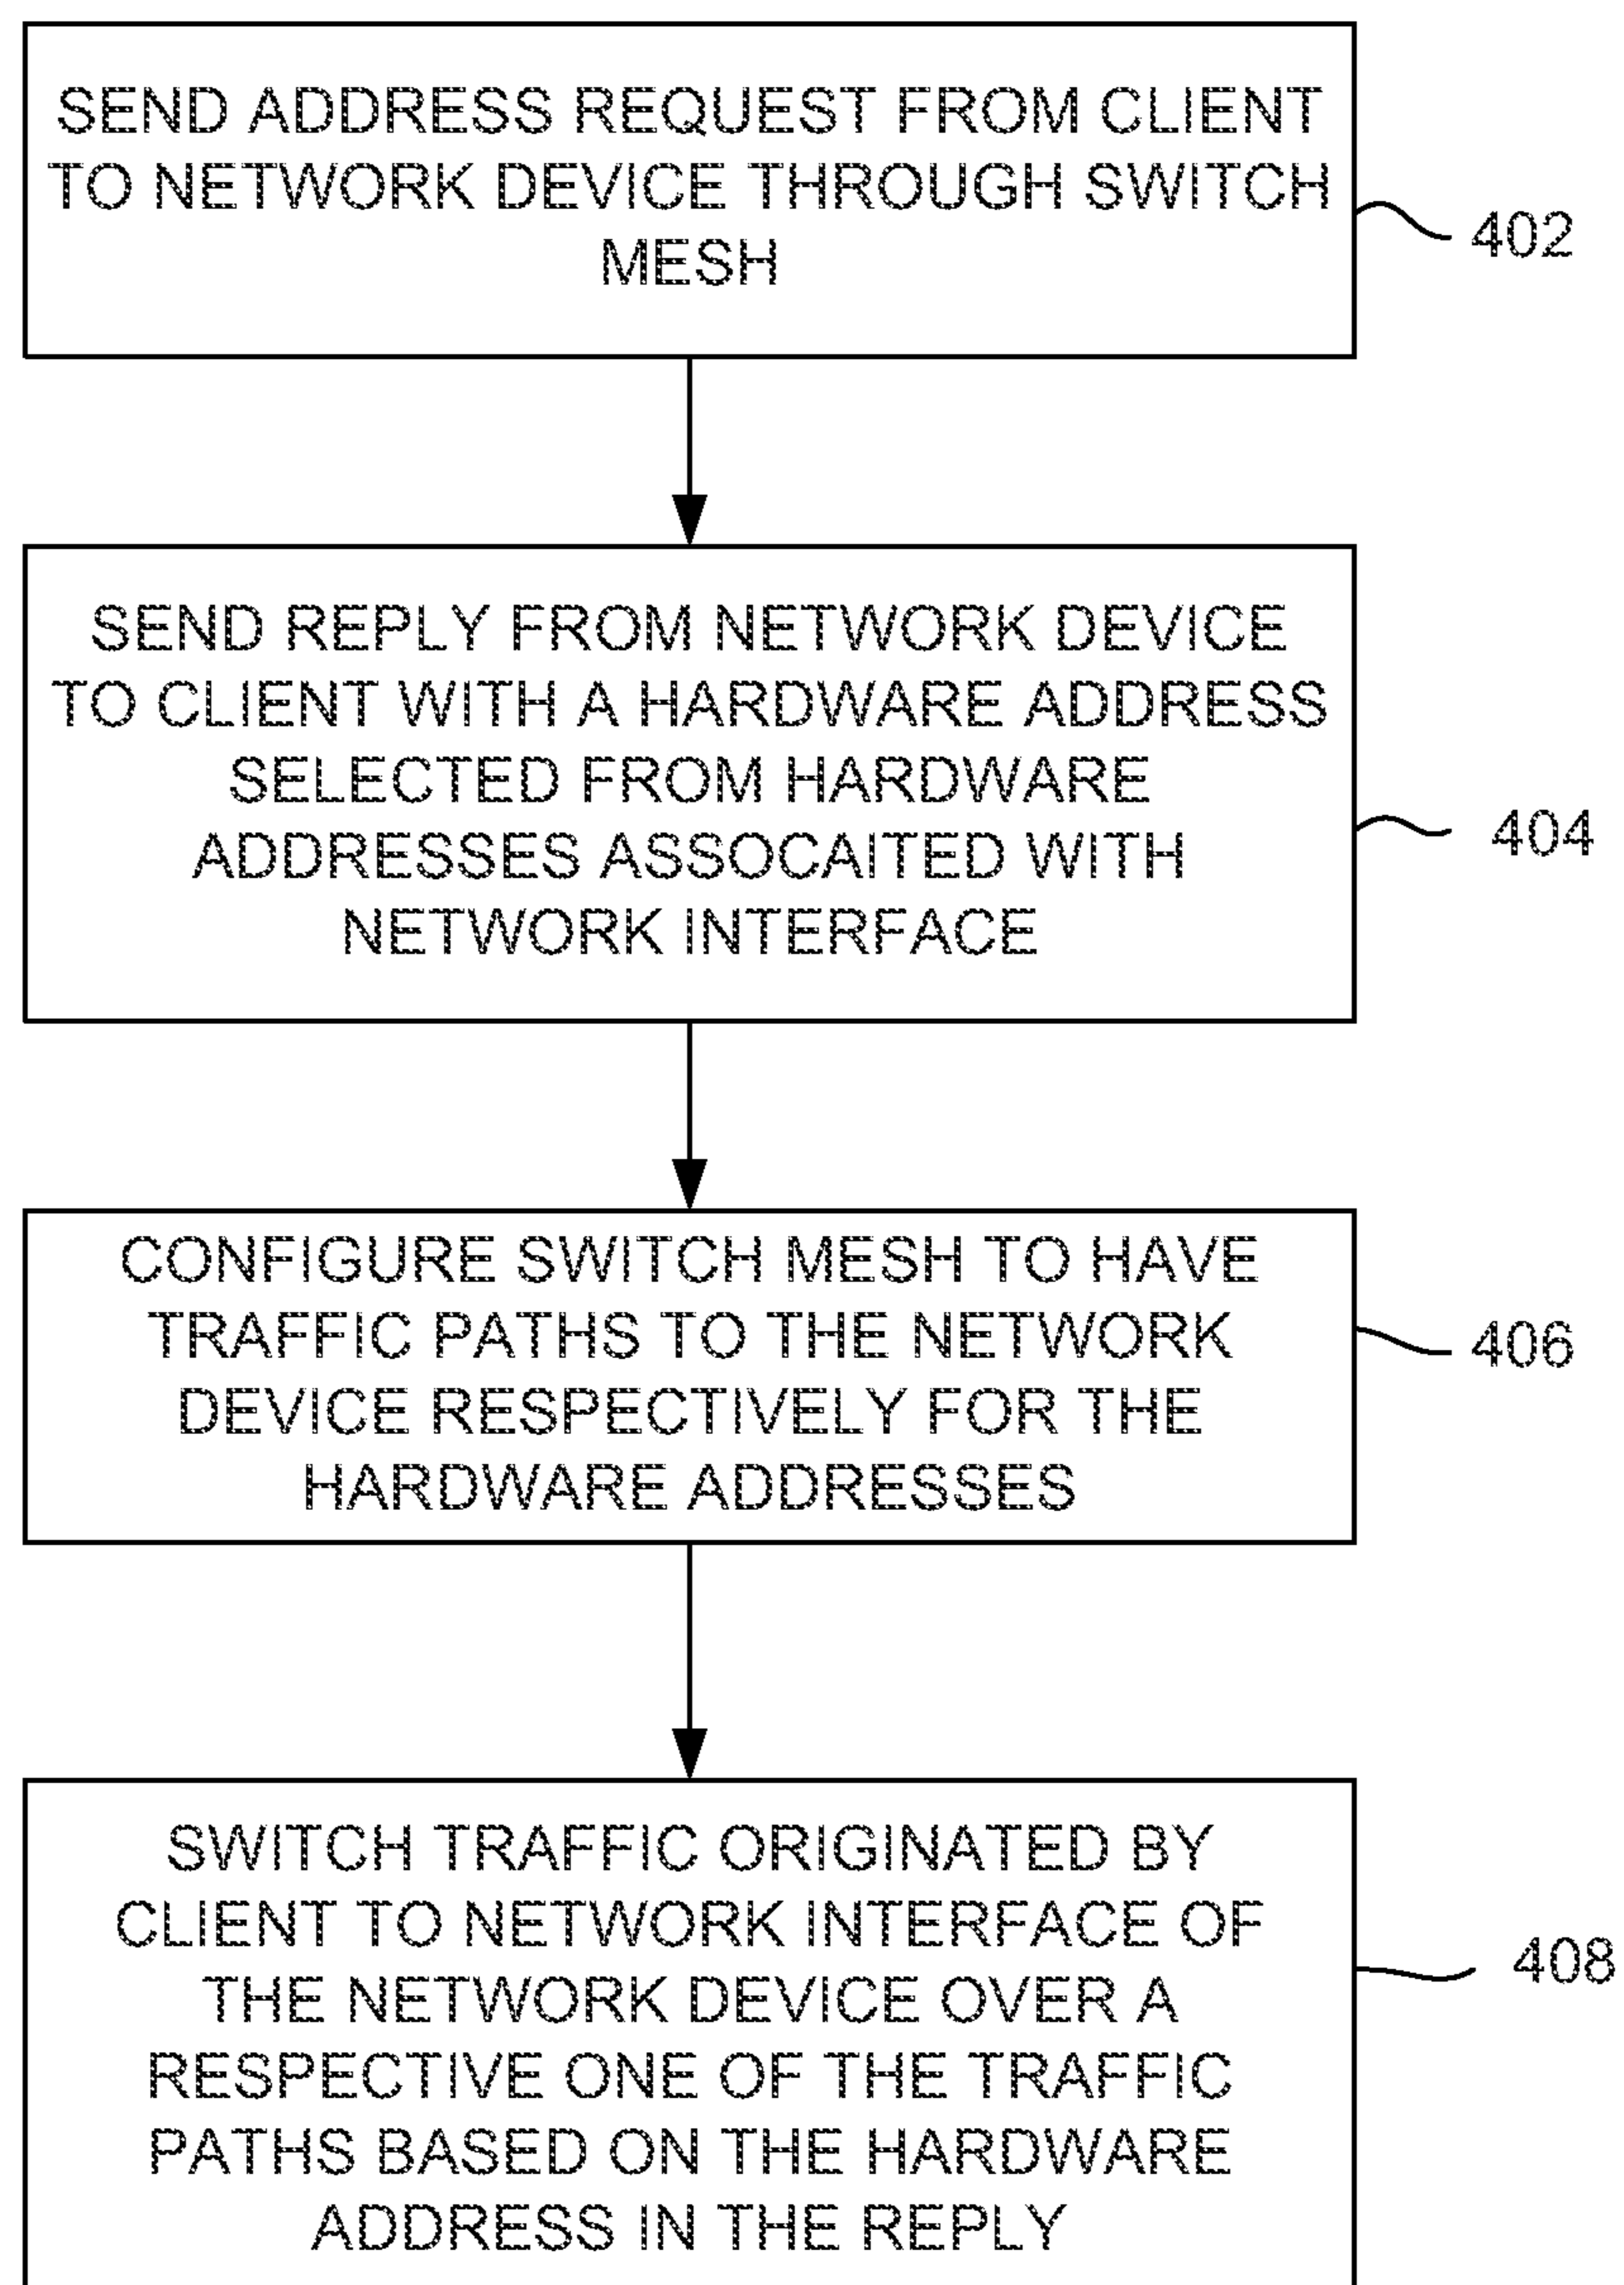 SEND ADDRESS REQUEST FROM CLIENT
TO NETWORK DEVICE THROUGH SWITCH
MESH
402
SEND REPLY FROM NETWORK DEVICE
TO CLIENT WITH A HARDWARE ADDRESS
SELECTED FROM HARDWARE
ADDRESSES ASSOCAITED WITH
NETWORK INTERFACE
404
CONFIGURE SWITCH MESH TO HAVE
TRAFFIC PATHS TO THE NETWORK
DEVICE RESPECTIVELY FOR THE
HARDWARE ADDRESSES
406
SWITCH TRAFFIC ORIGINATED BY
CLIENT TO NETWORK INTERFACE OF
THE NETWORK DEVICE OVER A
RESPECTIVE ONE OF THE TRAFFIC
PATHS BASED ON THE HARDWARE
ADDRESS IN THE REPLY
408